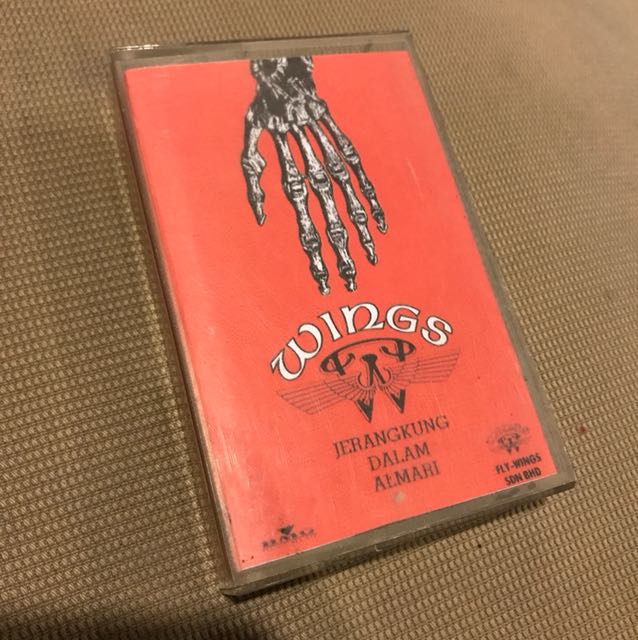 WINGS
JERANGKUNG
DALAM
ALMARI
FLY-WINGS
SDN BHD